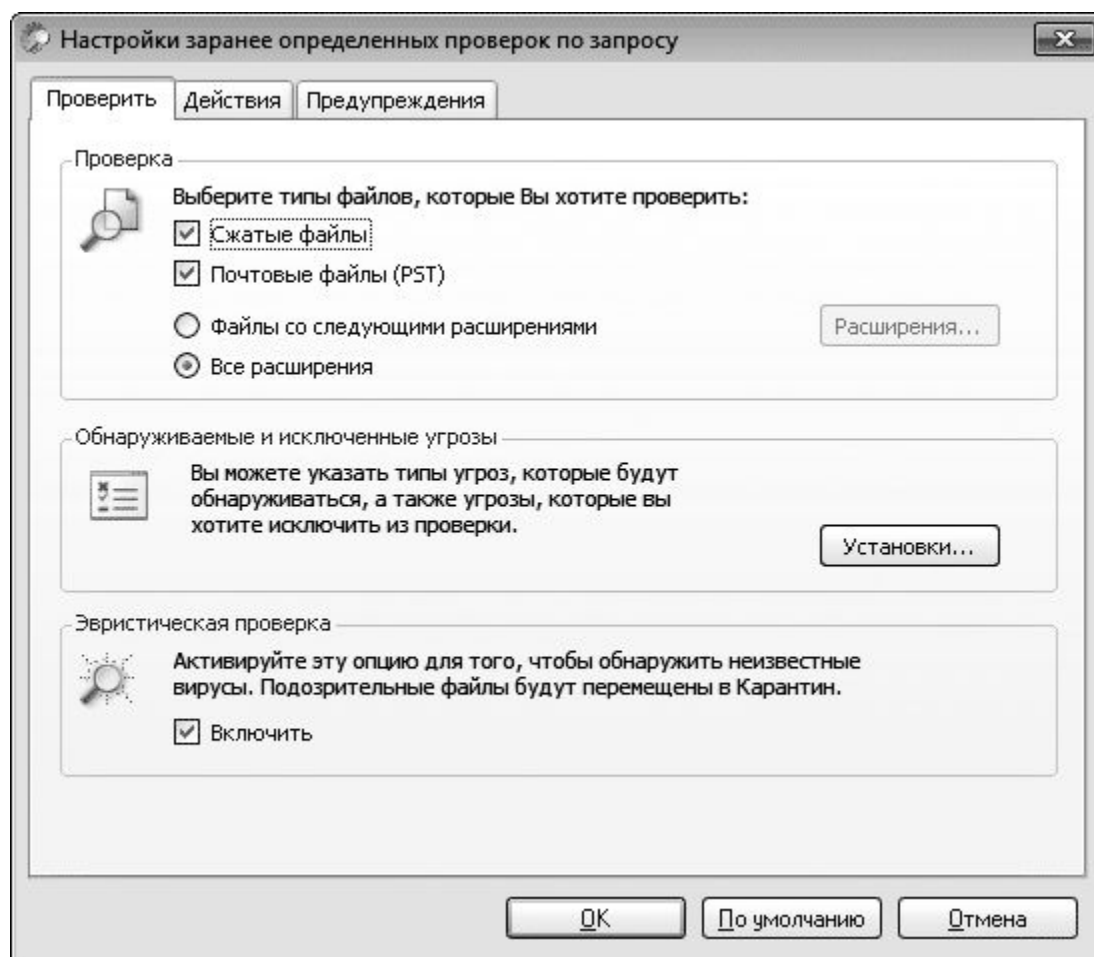 Настройки заранее определенных проверок по запросу
Проверить
Действия
Предупреждения
Проверка
Выберите типы файлов, которые Вы хотите проверить:
Сжатые файлы
Почтовые файлы (PST)
Файлы со следующими расширениями
Расширения...
Все расширения
Обнаруживаемые и исключенные угрозы
Вы можете указать типы угроз, которые будут
обнаруживаться, а также угрозы, которые вы
хотите исключить из проверки.
Установки...
Эвристическая проверка
Активируйте эту опцию для того, чтобы обнаружить неизвестные
вирусы. Подозрительные файлы будут перемещены в Карантин.
Включить
OK
По умолчанию
Отмена